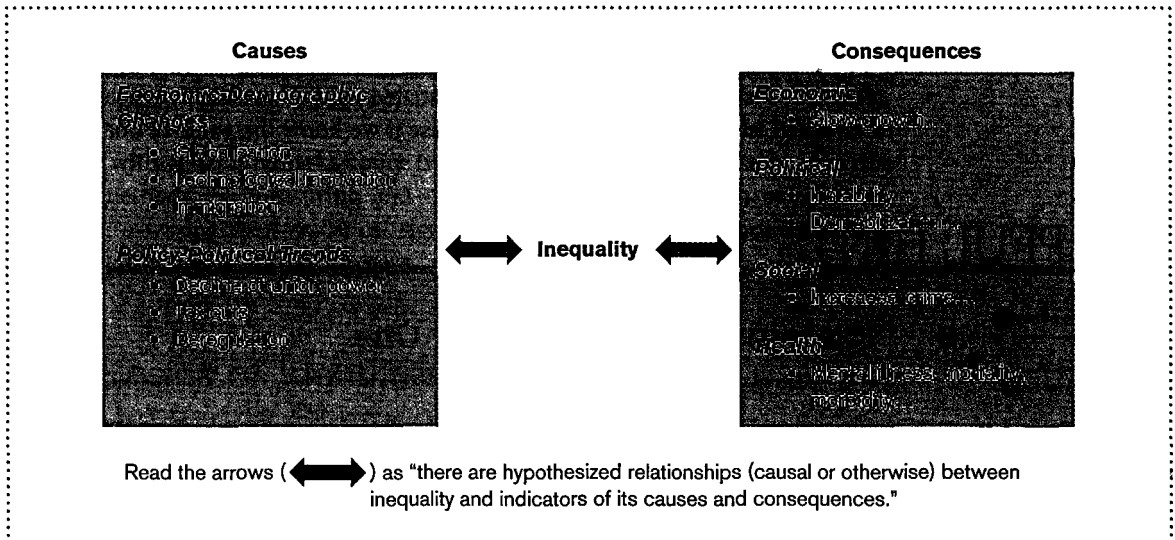 Causes
Economic-Demographic
Changes
• Globalization
• Technological innovation
• Immigration
Policy-Political Trends
• Decline of union power
• Tax cuts
• Deregulation
Inequality
Consequences
Economic
• Slow growth...
Political
• Instability...
• Demobilization...
Social
• Increased crime...
Health
• Mental illness, mortality,
morbidity...
Read the arrows ( ) as "there are hypothesized relationships (causal or otherwise) between
inequality and indicators of its causes and consequences."